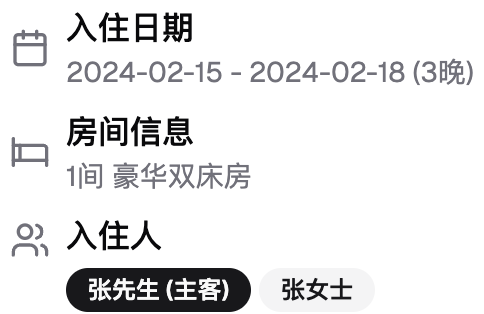 入住日期
2024-02-15 - 2024-02-18 (3晚)
房间信息
1间 豪华双床房
入住人
张先生 (主客) 张女士